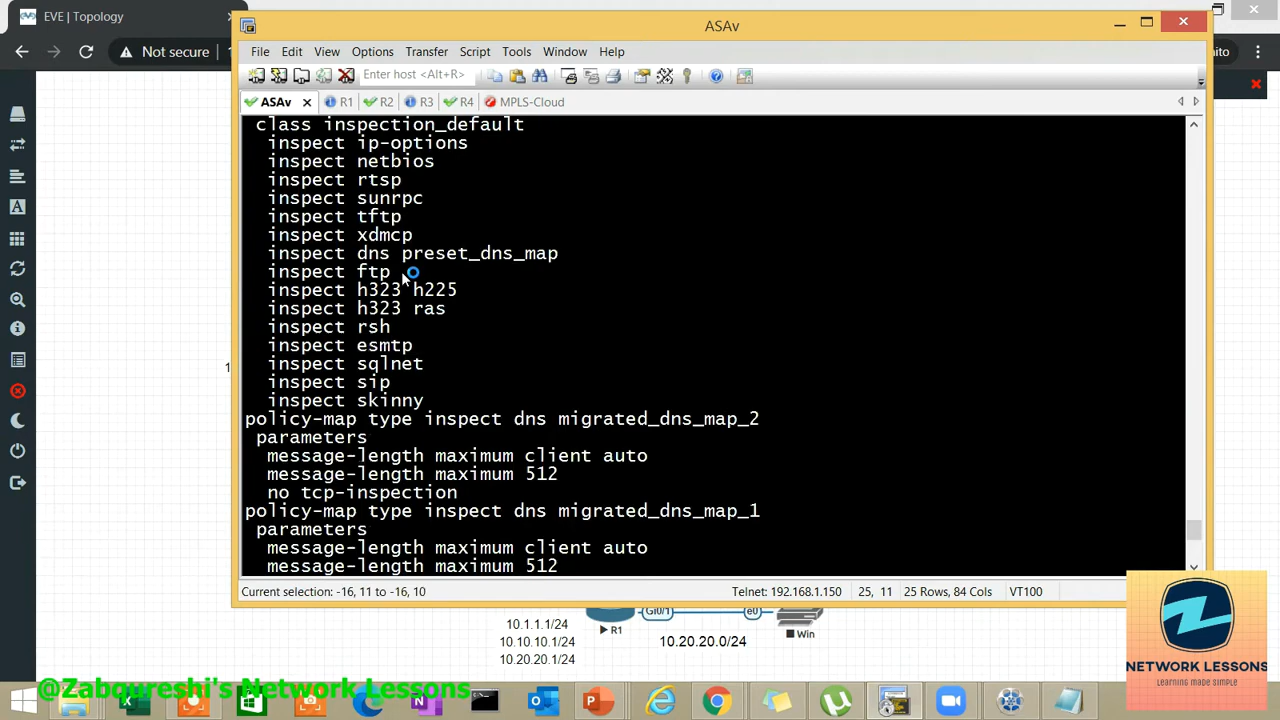 EVE | Topology
ASAv
Not secure
ito
File Edit View Options Transfer Script Tools Window Help
Enter host <Alt+R>
ASAv R1 R2 R3 R4 MPLS-Cloud
class inspection_default
inspect ip-options
inspect netbios
inspect rtsp
inspect sunrpc
inspect tftp
inspect xdmcp
inspect dns preset_dns_map
inspect ftp
inspect h323 h225
inspect h323 ras
inspect rsh
inspect esmtp
inspect sqlnet
inspect sip
inspect skinny
policy-map type inspect dns migrated_dns_map_2
parameters
message-length maximum client auto
message-length maximum 512
no tcp-inspection
policy-map type inspect dns migrated_dns_map_1
parameters
message-length maximum client auto
message-length maximum 512
Current selection: -16, 11 to -16, 10 Telnet: 192.168.1.150 25, 11 25 Rows, 84 Cols VT100
Gi0/1 e0
10.1.1.1/24 R1 Win
10.10.10.1/24 10.20.20.0/24
10.20.20.1/24
NETWORK LESSONS
LEARNING MADE SIMPLE
@Zaboureshi's Network Lessons